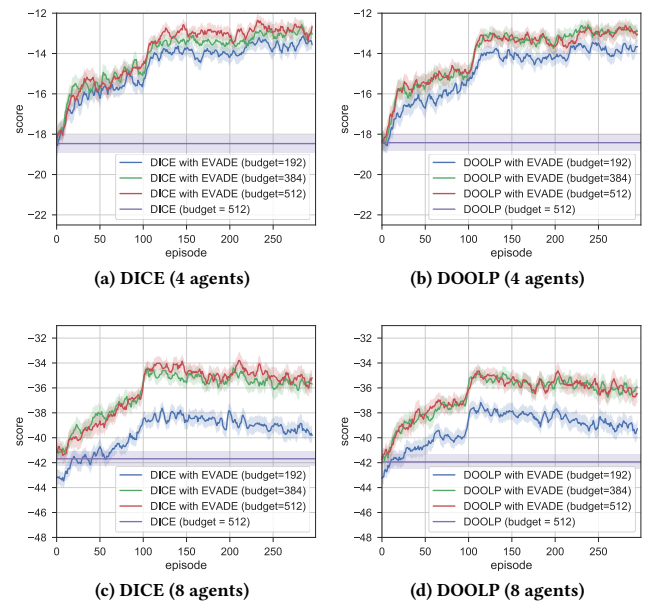 −12
−14
−16
−18
−20
−22
score
0 50 100 150 200 250
episode
DICE with EVADE (budget=192)
DICE with EVADE (budget=384)
DICE with EVADE (budget=512)
DICE (budget = 512)
(a) DICE (4 agents)
−12
−14
−16
−18
−20
−22
score
0 50 100 150 200 250
episode
DOOLP with EVADE (budget=192)
DOOLP with EVADE (budget=384)
DOOLP with EVADE (budget=512)
DOOLP (budget = 512)
(b) DOOLP (4 agents)
−32
−34
−36
−38
−40
−42
−44
−46
−48
score
0 50 100 150 200 250
episode
DICE with EVADE (budget=192)
DICE with EVADE (budget=384)
DICE with EVADE (budget=512)
DICE (budget = 512)
(c) DICE (8 agents)
−32
−34
−36
−38
−40
−42
−44
−46
−48
score
0 50 100 150 200 250
episode
DOOLP with EVADE (budget=192)
DOOLP with EVADE (budget=384)
DOOLP with EVADE (budget=512)
DOOLP (budget = 512)
(d) DOOLP (8 agents)